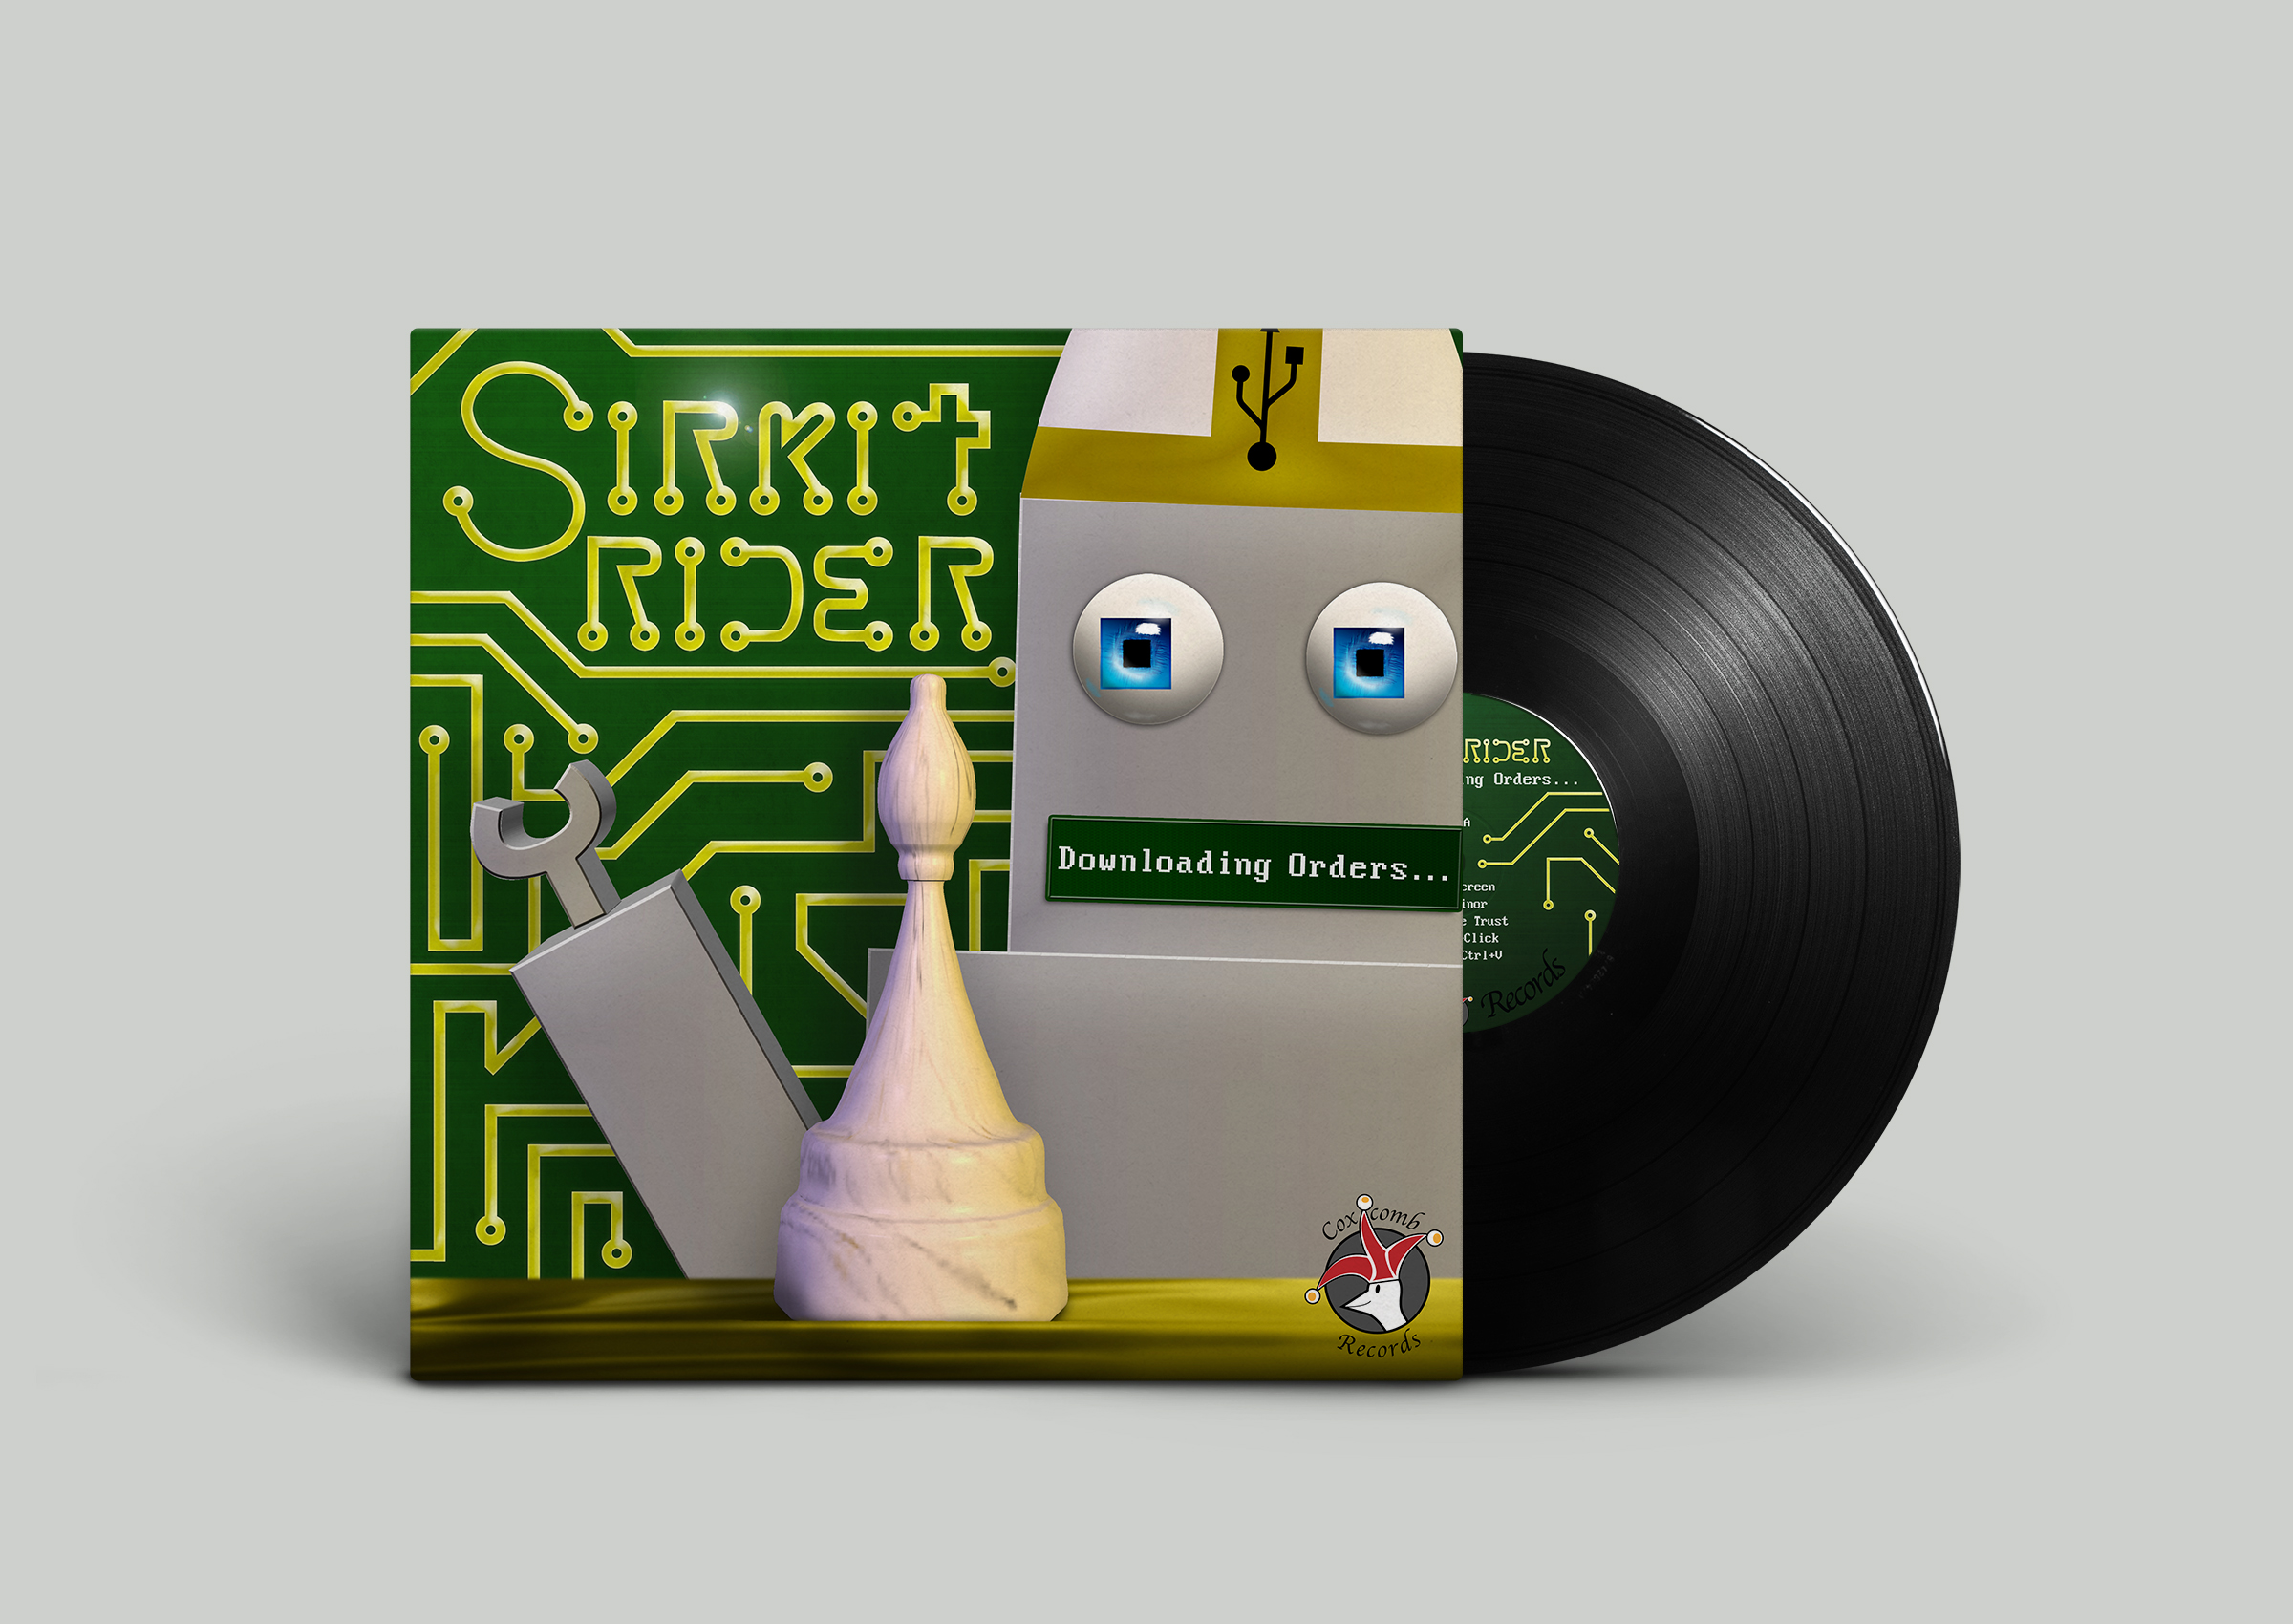 SIRKIT
RIDER
Downloading Orders...
Coxcomb
Records
RIDER
ng Orders...
A
creen
inor
e Trust
Click
Ctrl+V
Records